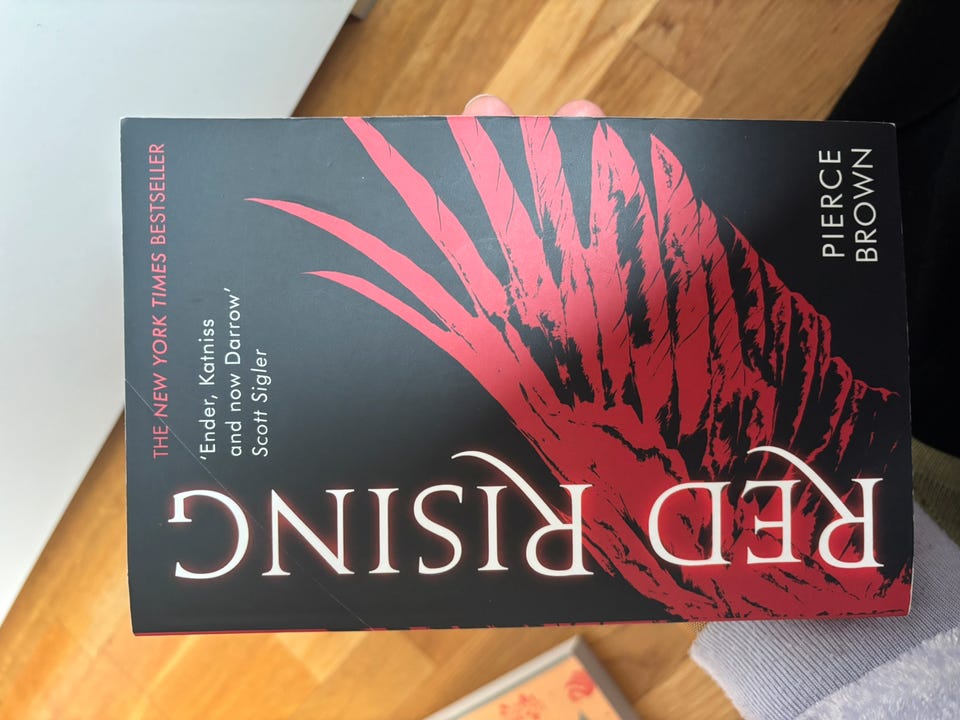 THE NEW YORK TIMES BESTSELLER
'Ender, Katniss
and now Darrow'
Scott Sigler
RED RISING
PIERCE
BROWN